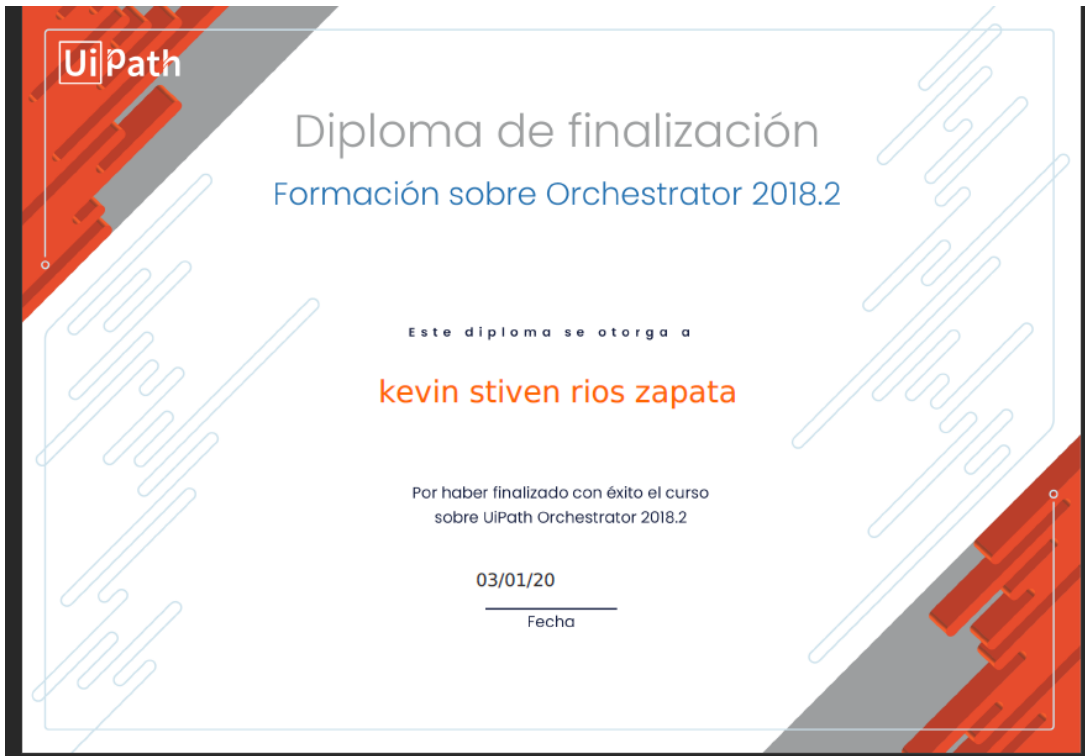 UiPath
Diploma de finalización
Formación sobre Orchestrator 2018.2
Este diploma se otorga a
kevin stiven rios zapata
Por haber finalizado con éxito el curso
sobre UiPath Orchestrator 2018.2
03/01/20
Fecha